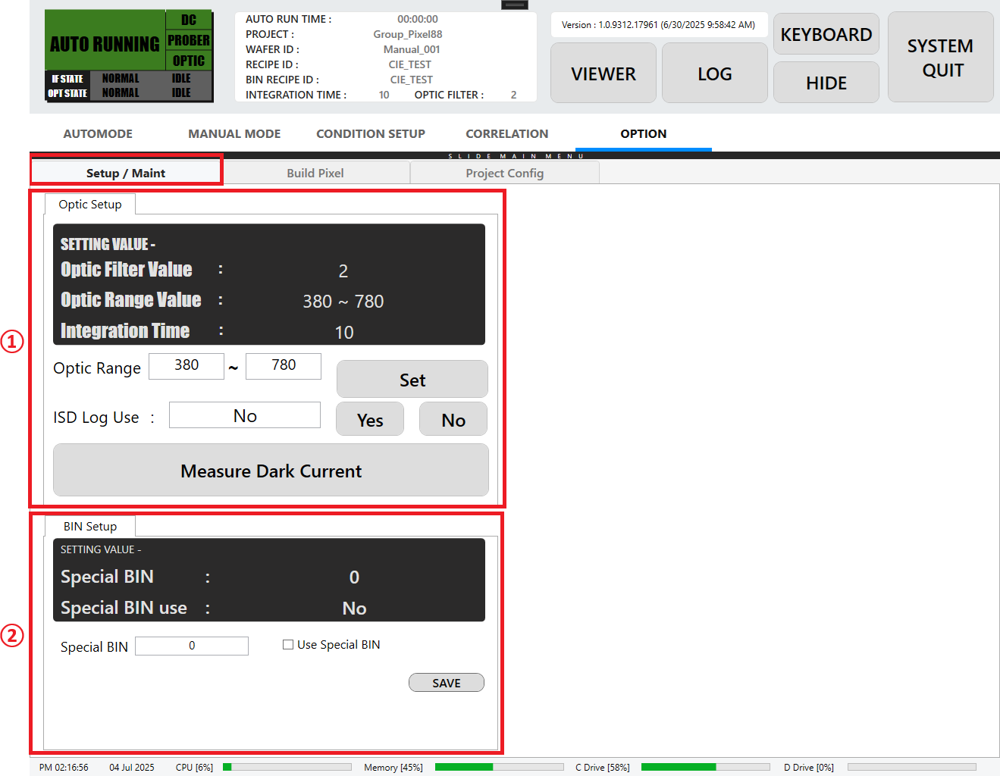 AUTO RUNNING
DC
PROBER
OPTIC
IF STATE NORMAL IDLE
OPT STATE NORMAL IDLE
AUTO RUN TIME : 00:00:00
PROJECT : Group_Pixel88
WAFER ID : Manual_001
RECIPE ID : CIE_TEST
BIN RECIPE ID : CIE_TEST
INTEGRATION TIME : 10 OPTIC FILTER : 2
Version : 1.0.9312.17961 (6/30/2025 9:58:42 AM)
VIEWER
LOG
KEYBOARD
HIDE
SYSTEM
QUIT
AUTOMODE MANUAL MODE CONDITION SETUP CORRELATION OPTION
SLIDE MAIN MENU
Setup / Maint Build Pixel Project Config
①
Optic Setup
SETTING VALUE -
Optic Filter Value : 2
Optic Range Value : 380 ~ 780
Integration Time : 10
Optic Range 380 ~ 780 Set
ISD Log Use : No Yes No
Measure Dark Current
②
BIN Setup
SETTING VALUE -
Special BIN : 0
Special BIN use : No
Special BIN 0 Use Special BIN
SAVE
PM 02:16:56 04 Jul 2025 CPU [6%] Memory [45%] C Drive [58%] D Drive [0%]